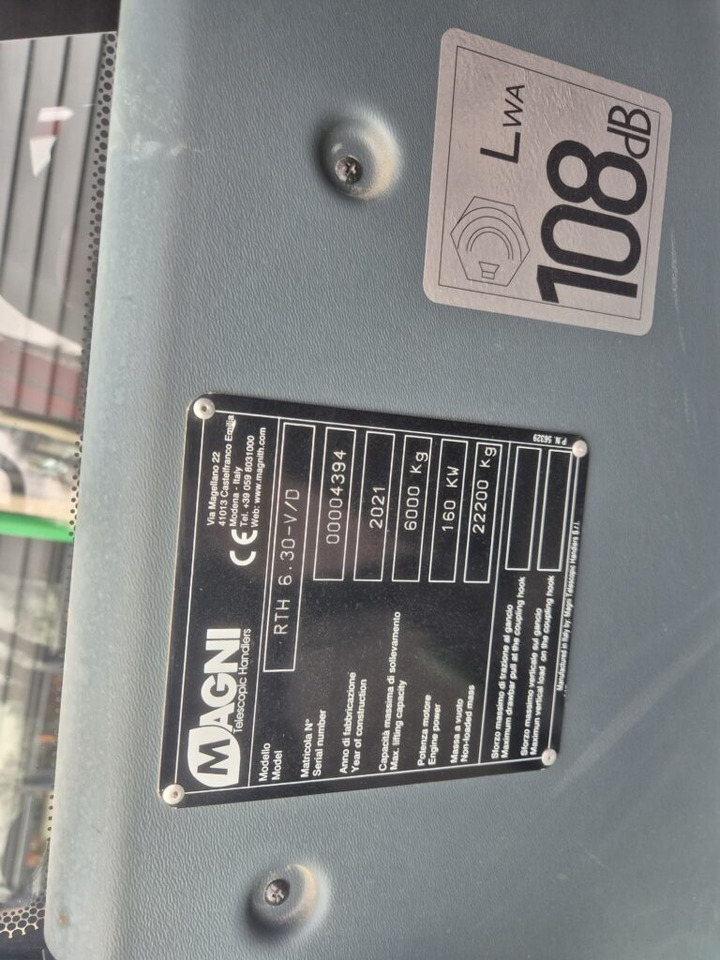 MAGNI
Telescopic Handlers
CE
Via Magellano 22
41013 Castelfranco Emilia
Modena - Italy
Tel. +39 059 8031000
Web: www.magnith.com
Modello
Model
RTH 6.30-V/D
Matricola N°
Serial number
00004394
Anno di fabbricazione
Year of construction
2021
Capacità massima di sollevamento
Max. lifting capacity
6000 Kg
Potenza motore
Engine power
160 KW
Massa a vuoto
Non-loaded mass
22200 Kg
Sforzo massimo di trazione al gancio
Maximum drawbar pull at the coupling hook
Sforzo massimo verticale sul gancio
Maximun vertical load on the coupling hook
Manufactured in Italy by: Magni Telescopic Handlers S.r.l.
P.N. 56329
LWA
108dB